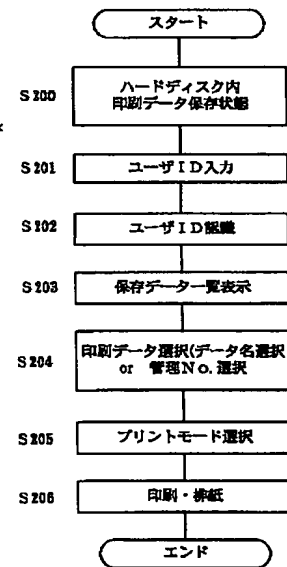 スタート
S200
ハードディスク内
印刷データ保存状態
S201
ユーザID入力
S202
ユーザID認識
S203
保存データ一覧表示
S204
印刷データ選択(データ名選択
or 管理No.選択
S205
プリントモード選択
S206
印刷・排紙
エンド